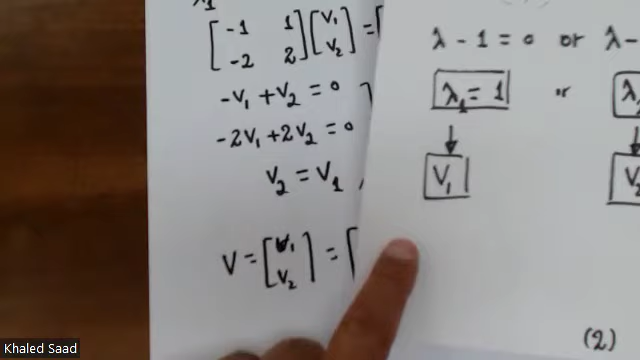 [-1 1
-2 2] [V₁
V₂] = [
-V₁ + V₂ = 0
-2V₁ + 2V₂ = 0
V₂ = V₁
V = [V₁
V₂] = [
λ - 1 = 0 or λ -
λ₁ = 1 or λ
V₁ V₂
(2)
Khaled Saad